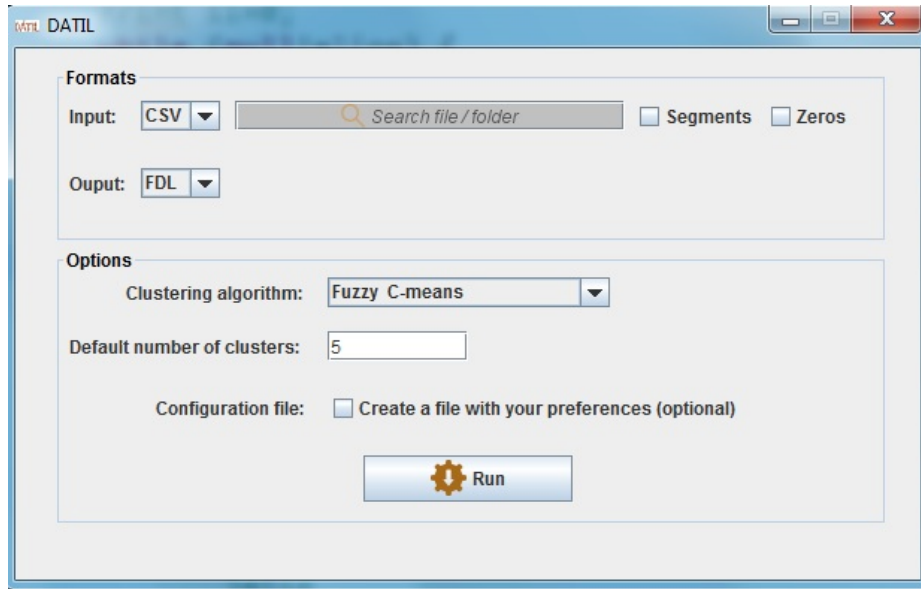 DATIL DATIL
Formats
Input: CSV Search file / folder Segments Zeros
Ouput: FDL
Options
Clustering algorithm: Fuzzy C-means
Default number of clusters: 5
Configuration file: Create a file with your preferences (optional)
Run